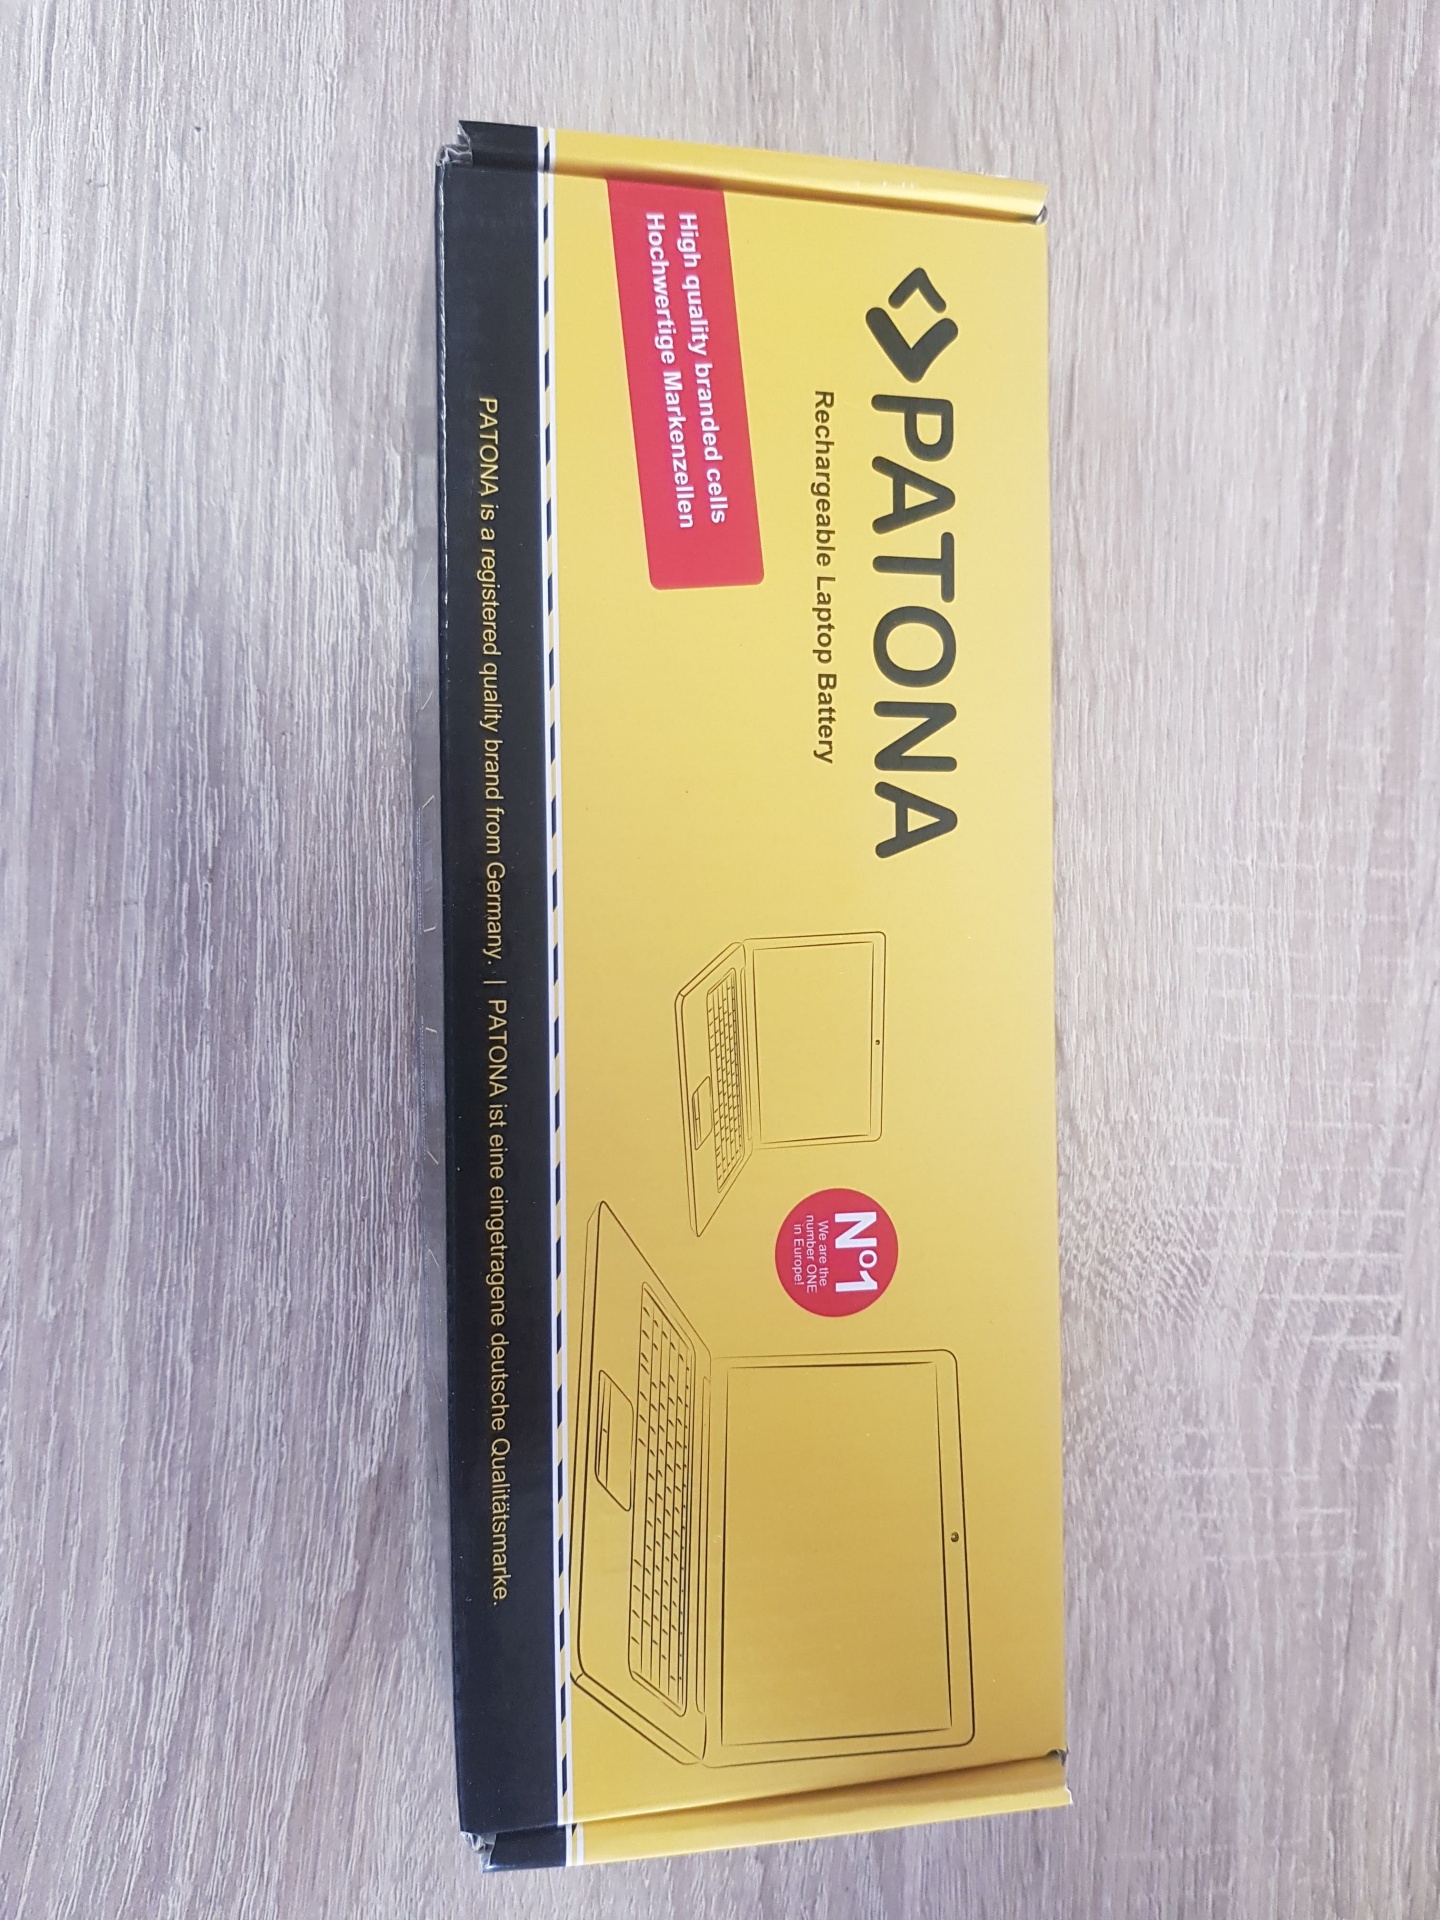 PATONA
Rechargeable Laptop Battery
High quality branded cells
Hochwertige Markenzellen
Nº1
We are the
number ONE
in Europe!
PATONA is a registered quality brand from Germany. | PATONA ist eine eingetragene deutsche Qualitätsmarke.